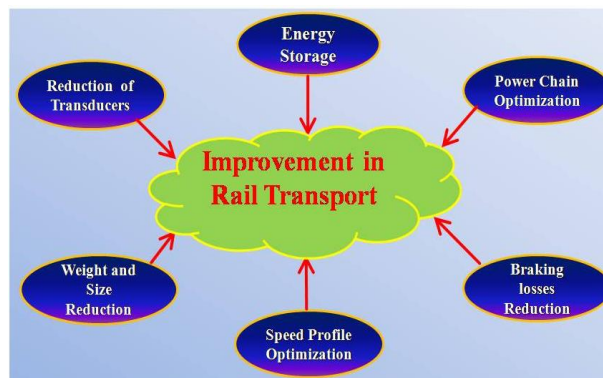 Energy
Storage
Reduction of
Transducers
Power Chain
Optimization
Improvement in
Rail Transport
Weight and
Size
Reduction
Braking
losses
Reduction
Speed Profile
Optimization